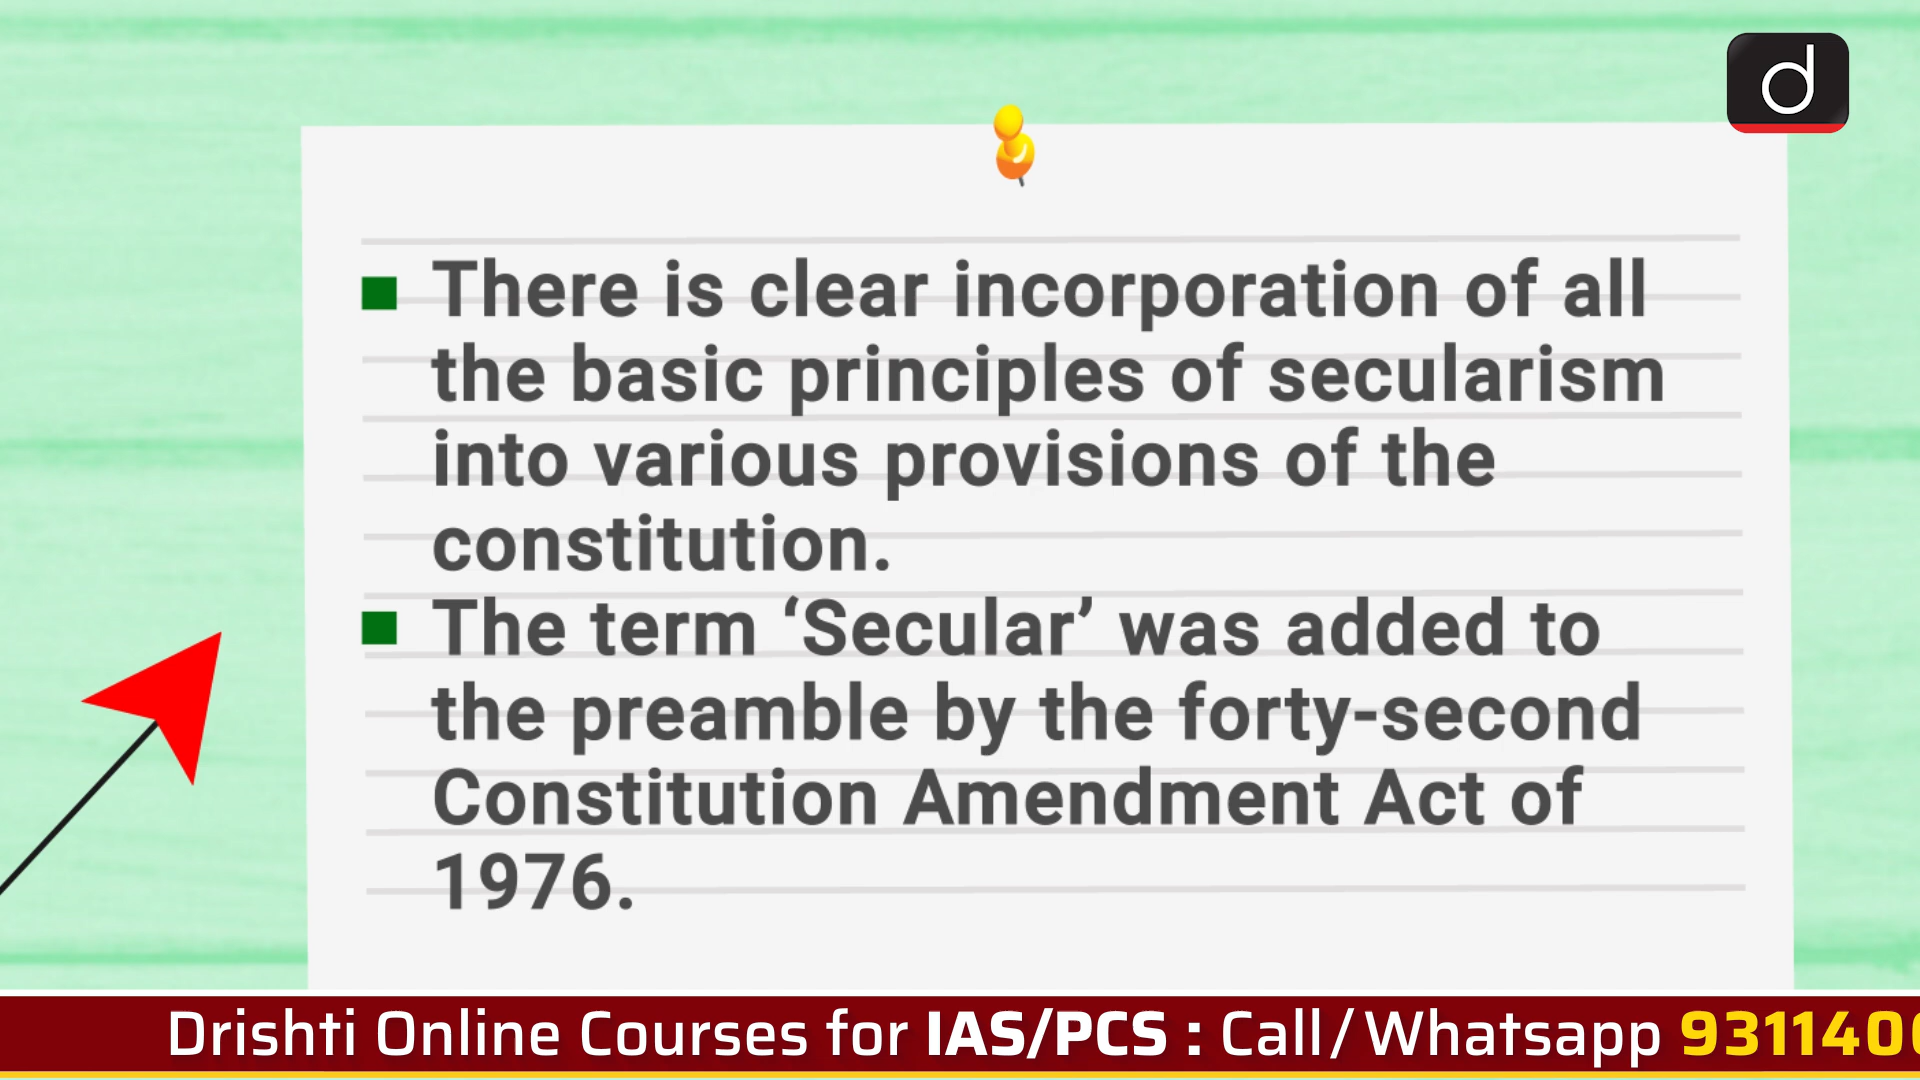 d
There is clear incorporation of all
the basic principles of secularism
into various provisions of the
constitution.
The term ‘Secular’ was added to
the preamble by the forty-second
Constitution Amendment Act of
1976.
Drishti Online Courses for IAS/PCS : Call/Whatsapp 931140